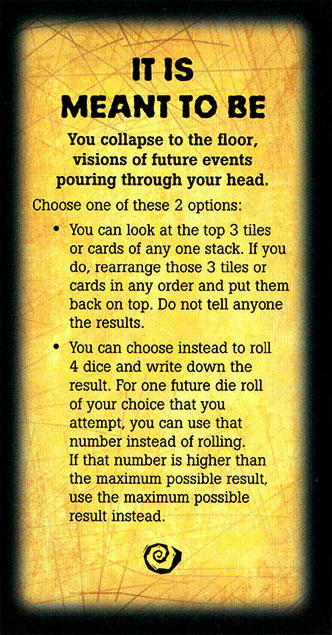 IT IS
MEANT TO BE
You collapse to the floor,
visions of future events
pouring through your head.
Choose one of these 2 options:
• You can look at the top 3 tiles
or cards of any one stack. If you
do, rearrange those 3 tiles or
cards in any order and put them
back on top. Do not tell anyone
the results.
• You can choose instead to roll
4 dice and write down the
result. For one future die roll
of your choice that you
attempt, you can use that
number instead of rolling.
If that number is higher than
the maximum possible result,
use the maximum possible
result instead.